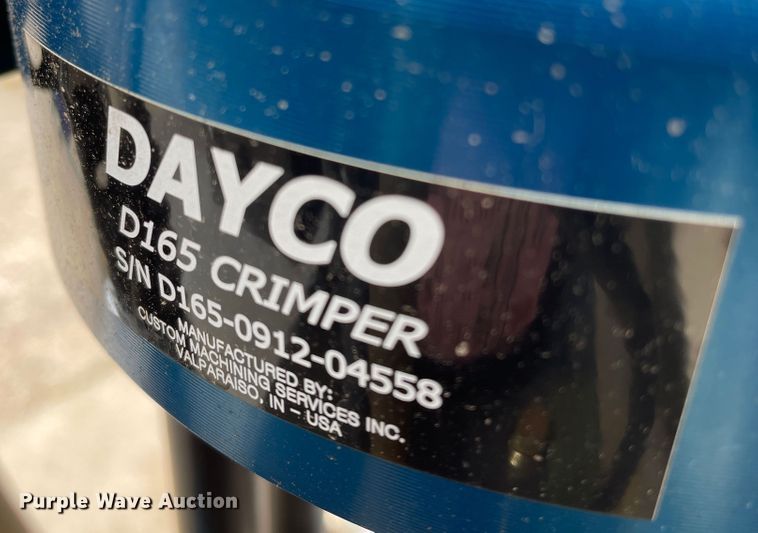 DAYCO
D165 CRIMPER
S/N D165-0912-04558
MANUFACTURED BY:
CUSTOM MACHINING SERVICES INC.
VALPARAISO, IN - USA
Purple Wave Auction